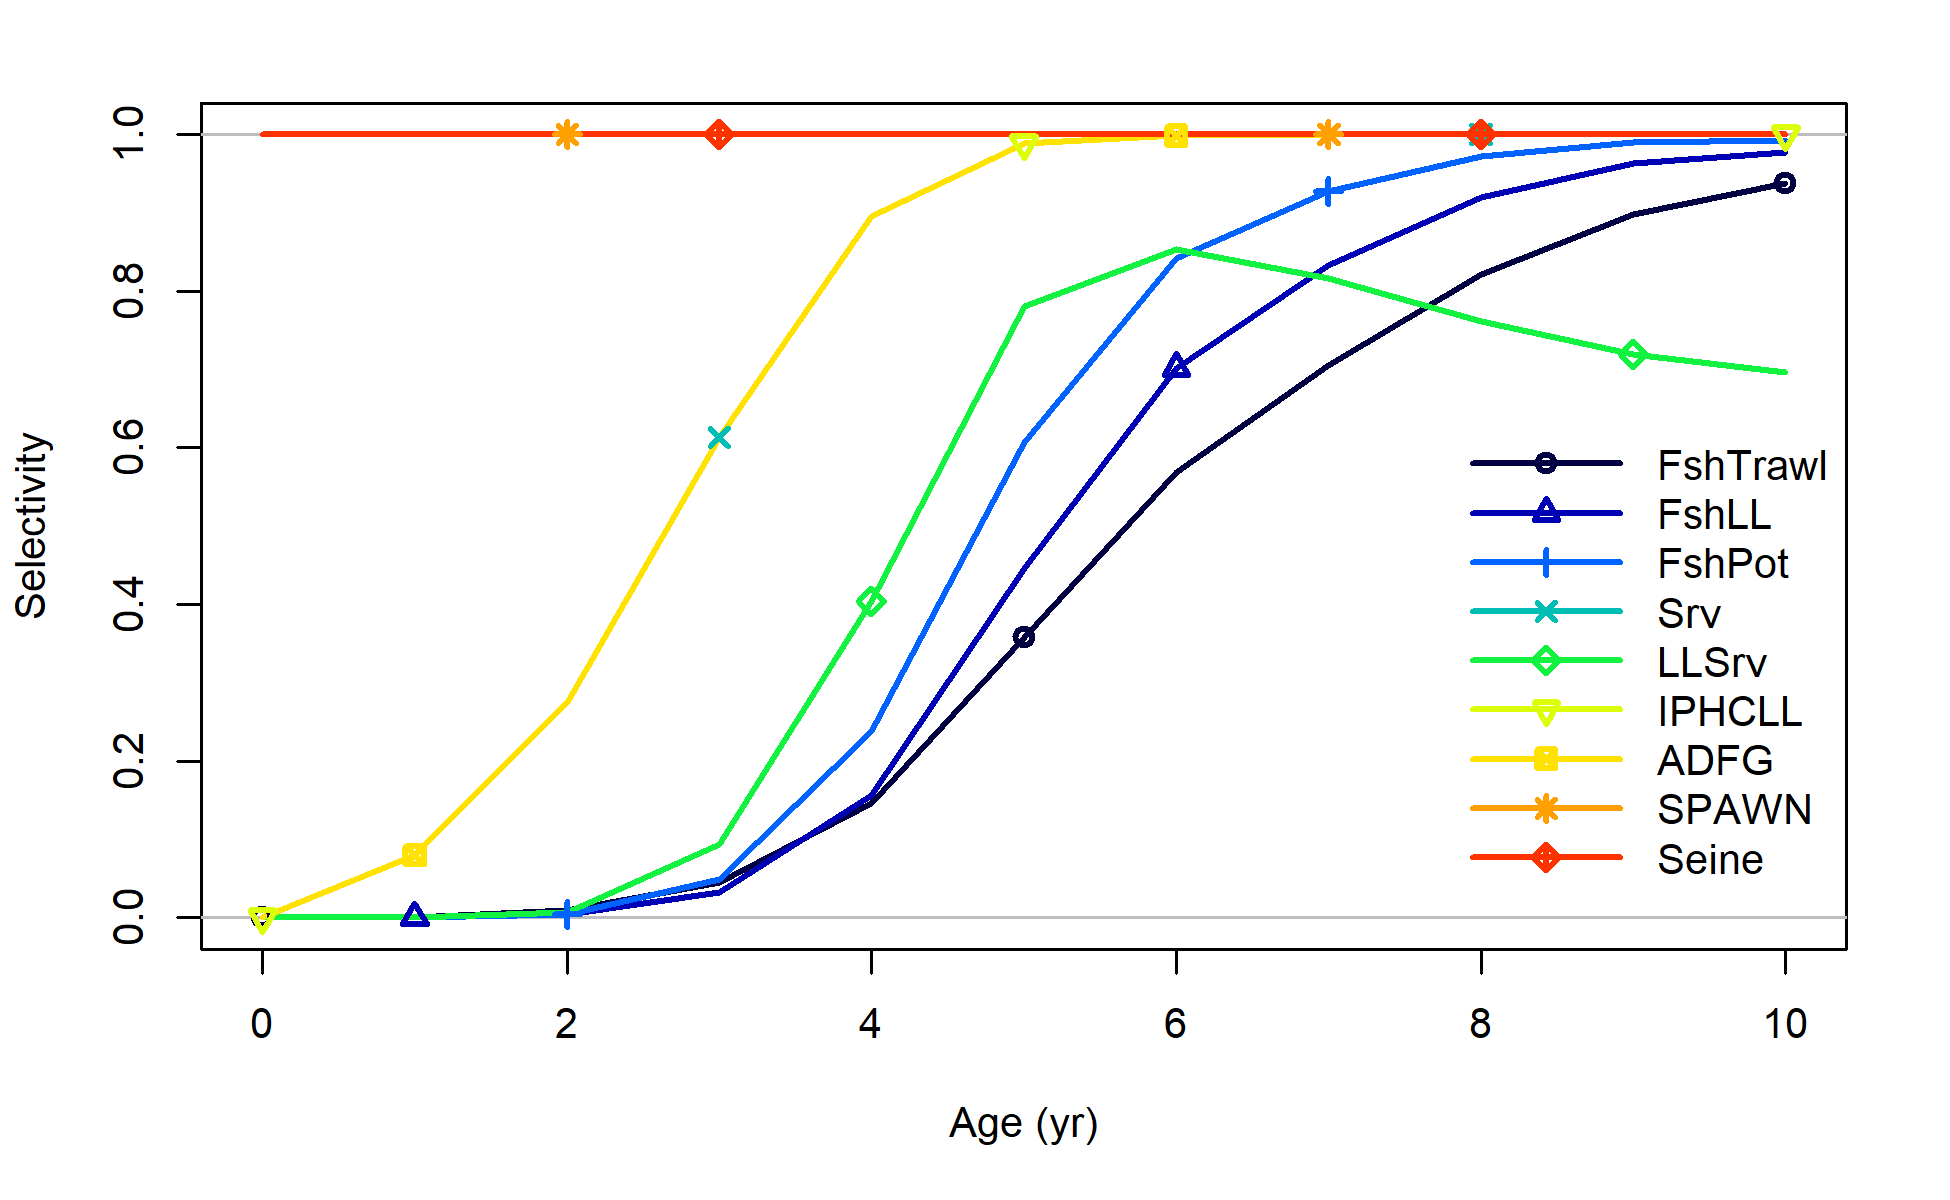 Selectivity
1.0
0.8
0.6
0.4
0.2
0.0
FshTrawl
FshLL
FshPot
Srv
LLSrv
IPHCLL
ADFG
SPAWN
Seine
0 2 4 6 8 10
Age (yr)